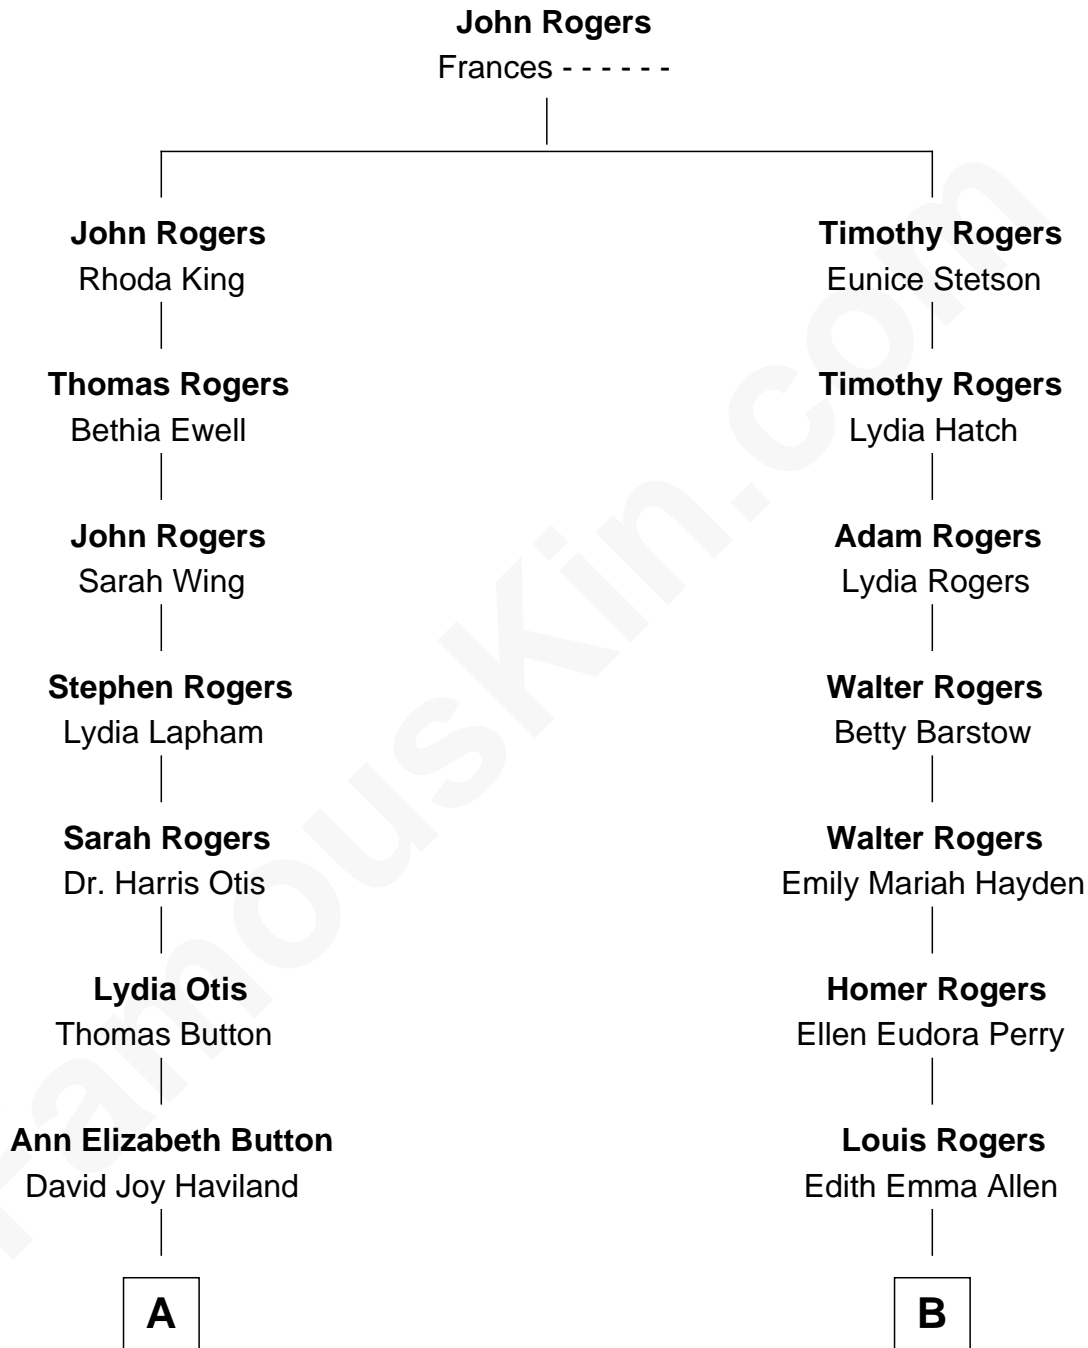 John Rogers
Frances - - - - - -
John Rogers
Rhoda King
Timothy Rogers
Eunice Stetson
Thomas Rogers
Bethia Ewell
Timothy Rogers
Lydia Hatch
John Rogers
Sarah Wing
Adam Rogers
Lydia Rogers
Stephen Rogers
Lydia Lapham
Walter Rogers
Betty Barstow
Sarah Rogers
Dr. Harris Otis
Walter Rogers
Emily Mariah Hayden
Lydia Otis
Thomas Button
Homer Rogers
Ellen Eudora Perry
Ann Elizabeth Button
David Joy Haviland
Louis Rogers
Edith Emma Allen
A
B
FamousKin.com